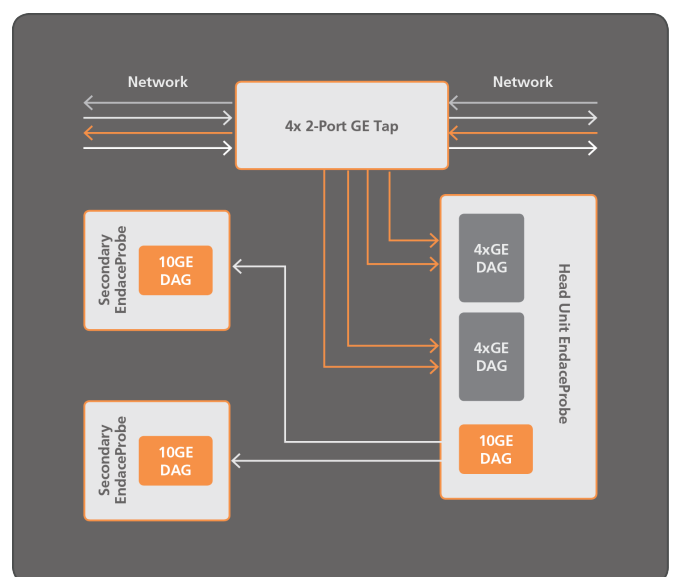 Network
Network
4x 2-Port GE Tap
Secondary
EndaceProbe
10GE
DAG
4xGE
DAG
4xGE
DAG
Head Unit EndaceProbe
Secondary
EndaceProbe
10GE
DAG
10GE
DAG